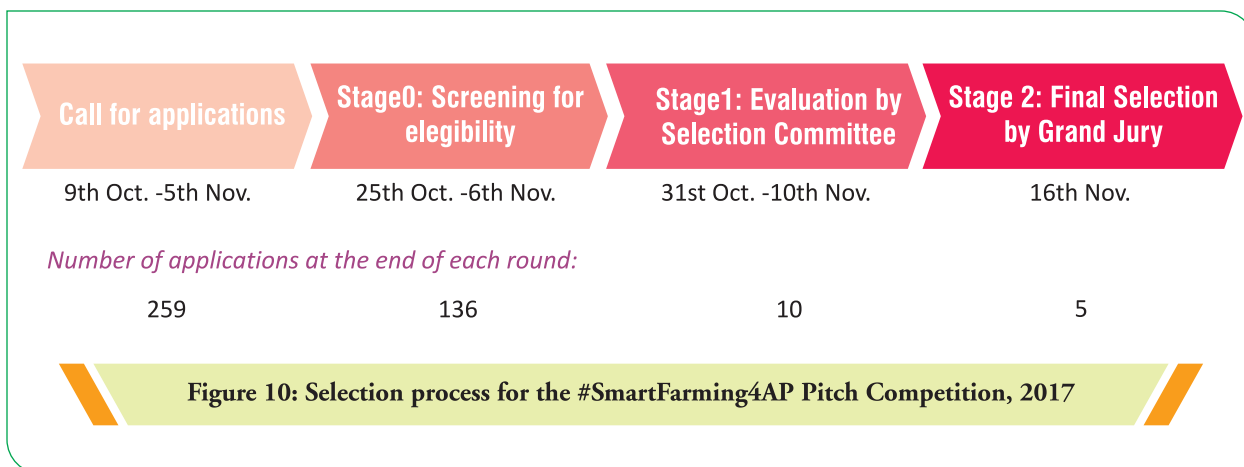 Call for applications
Stage0: Screening for
elegibility
Stage1: Evaluation by
Selection Committee
Stage 2: Final Selection
by Grand Jury
9th Oct. -5th Nov.
25th Oct. -6th Nov.
31st Oct. -10th Nov.
16th Nov.
Number of applications at the end of each round:
259
136
10
5
Figure 10: Selection process for the #SmartFarming4AP Pitch Competition, 2017